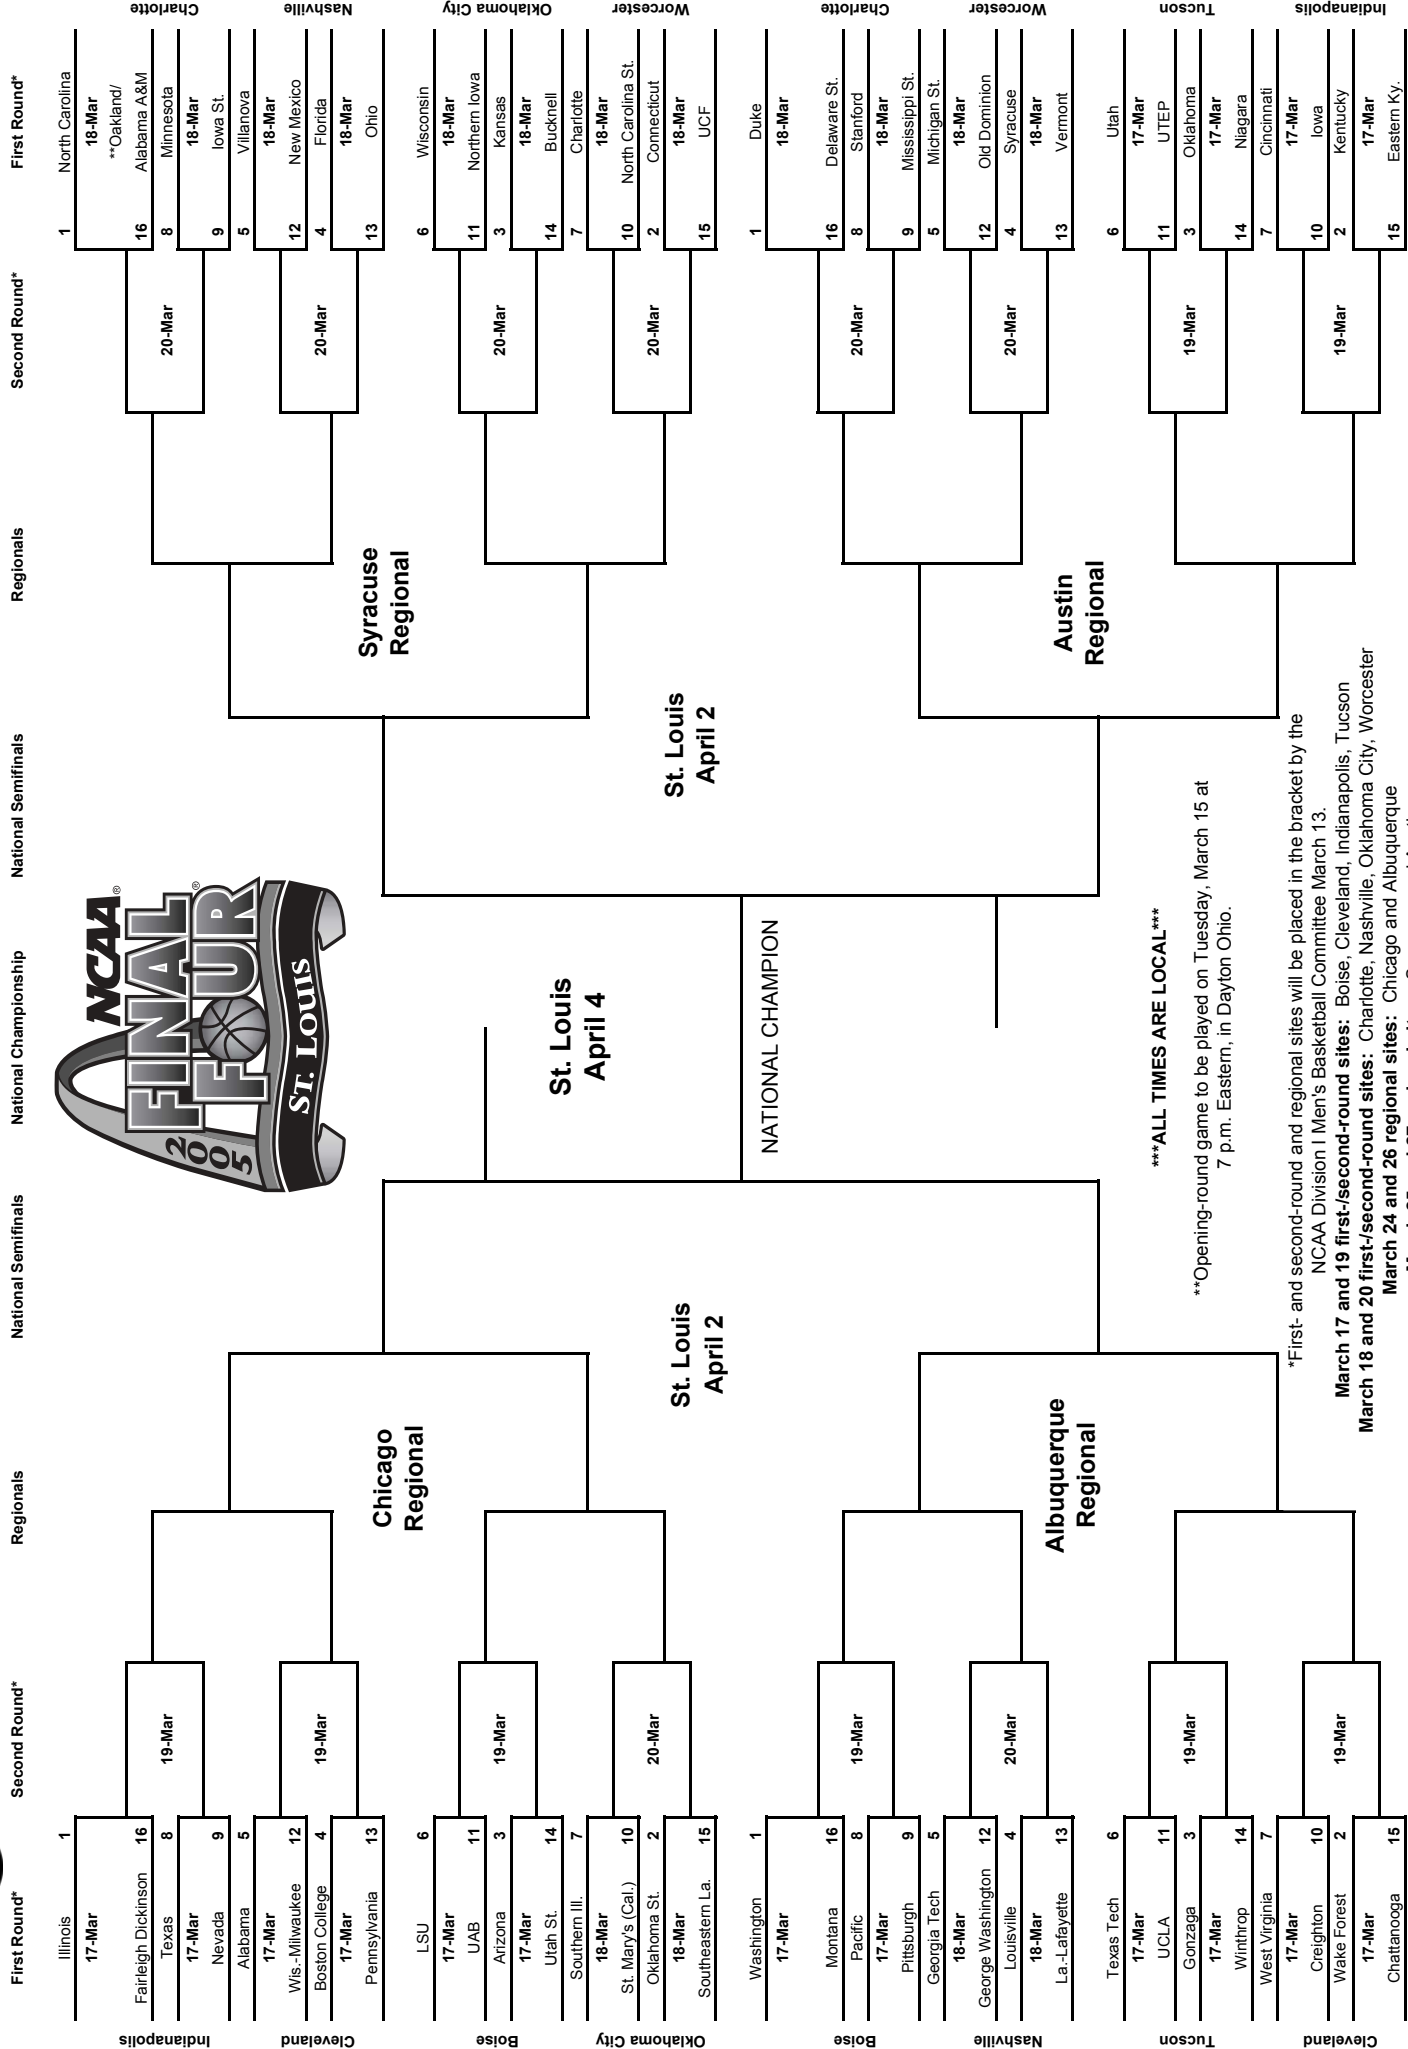 First Round* Second Round* Regionals National Semifinals National Championship National Semifinals Regionals Second Round* First Round*
Illinois 1
17-Mar
Fairleigh Dickinson 16
19-Mar
Texas 8
17-Mar
Nevada 9
Indianapolis
Alabama 5
17-Mar
Wis.-Milwaukee 12
19-Mar
Boston College 4
17-Mar
Pennsylvania 13
Cleveland
Chicago
Regional
LSU 6
17-Mar
UAB 11
19-Mar
Arizona 3
17-Mar
Utah St. 14
Boise
Southern Ill. 7
18-Mar
St. Mary's (Cal.) 10
20-Mar
Oklahoma St. 2
18-Mar
Southeastern La. 15
Oklahoma City
St. Louis
April 2
Washington 1
17-Mar
Montana 16
19-Mar
Pacific 8
17-Mar
Pittsburgh 9
Boise
Georgia Tech 5
18-Mar
George Washington 12
20-Mar
Louisville 4
18-Mar
La.-Lafayette 13
Nashville
Albuquerque
Regional
Texas Tech 6
17-Mar
UCLA 11
19-Mar
Gonzaga 3
17-Mar
Winthrop 14
Tucson
West Virginia 7
17-Mar
Creighton 10
19-Mar
Wake Forest 2
17-Mar
Chattanooga 15
Cleveland
NCAA®
FINAL
FOUR®
2005
ST. LOUIS
St. Louis
April 4
NATIONAL CHAMPION
***ALL TIMES ARE LOCAL***
**Opening-round game to be played on Tuesday, March 15 at
7 p.m. Eastern, in Dayton Ohio.
*First- and second-round and regional sites will be placed in the bracket by the
NCAA Division I Men's Basketball Committee March 13.
March 17 and 19 first-/second-round sites: Boise, Cleveland, Indianapolis, Tucson
March 18 and 20 first-/second-round sites: Charlotte, Nashville, Oklahoma City, Worcester
March 24 and 26 regional sites: Chicago and Albuquerque
1 North Carolina
18-Mar
**Oakland/
16 Alabama A&M
20-Mar
8 Minnesota
18-Mar
9 Iowa St.
Charlotte
5 Villanova
18-Mar
12 New Mexico
20-Mar
4 Florida
18-Mar
13 Ohio
Nashville
Syracuse
Regional
6 Wisconsin
18-Mar
11 Northern Iowa
20-Mar
3 Kansas
18-Mar
14 Bucknell
Oklahoma City
7 Charlotte
18-Mar
10 North Carolina St.
20-Mar
2 Connecticut
18-Mar
15 UCF
Worcester
St. Louis
April 2
1 Duke
18-Mar
16 Delaware St.
20-Mar
8 Stanford
18-Mar
9 Mississippi St.
Charlotte
5 Michigan St.
18-Mar
12 Old Dominion
20-Mar
4 Syracuse
18-Mar
13 Vermont
Worcester
Austin
Regional
6 Utah
17-Mar
11 UTEP
19-Mar
3 Oklahoma
17-Mar
14 Niagara
Tucson
7 Cincinnati
17-Mar
10 Iowa
19-Mar
2 Kentucky
17-Mar
15 Eastern Ky.
Indianapolis